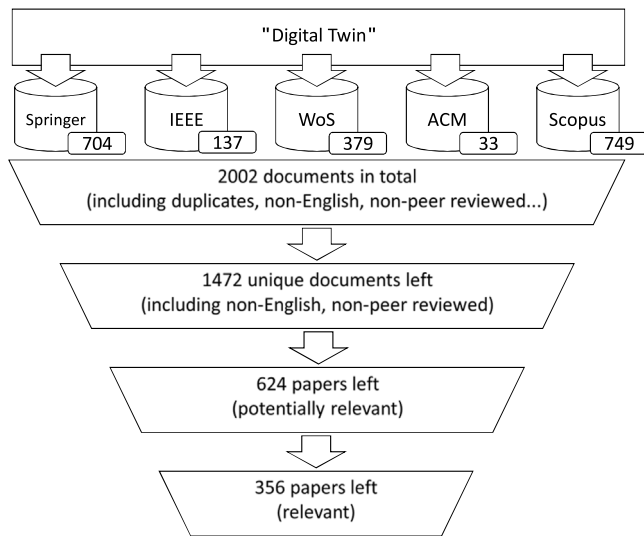 "Digital Twin"
Springer
704
IEEE
137
WoS
379
ACM
33
Scopus
749
2002 documents in total
(including duplicates, non-English, non-peer reviewed...)
1472 unique documents left
(including non-English, non-peer reviewed)
624 papers left
(potentially relevant)
356 papers left
(relevant)